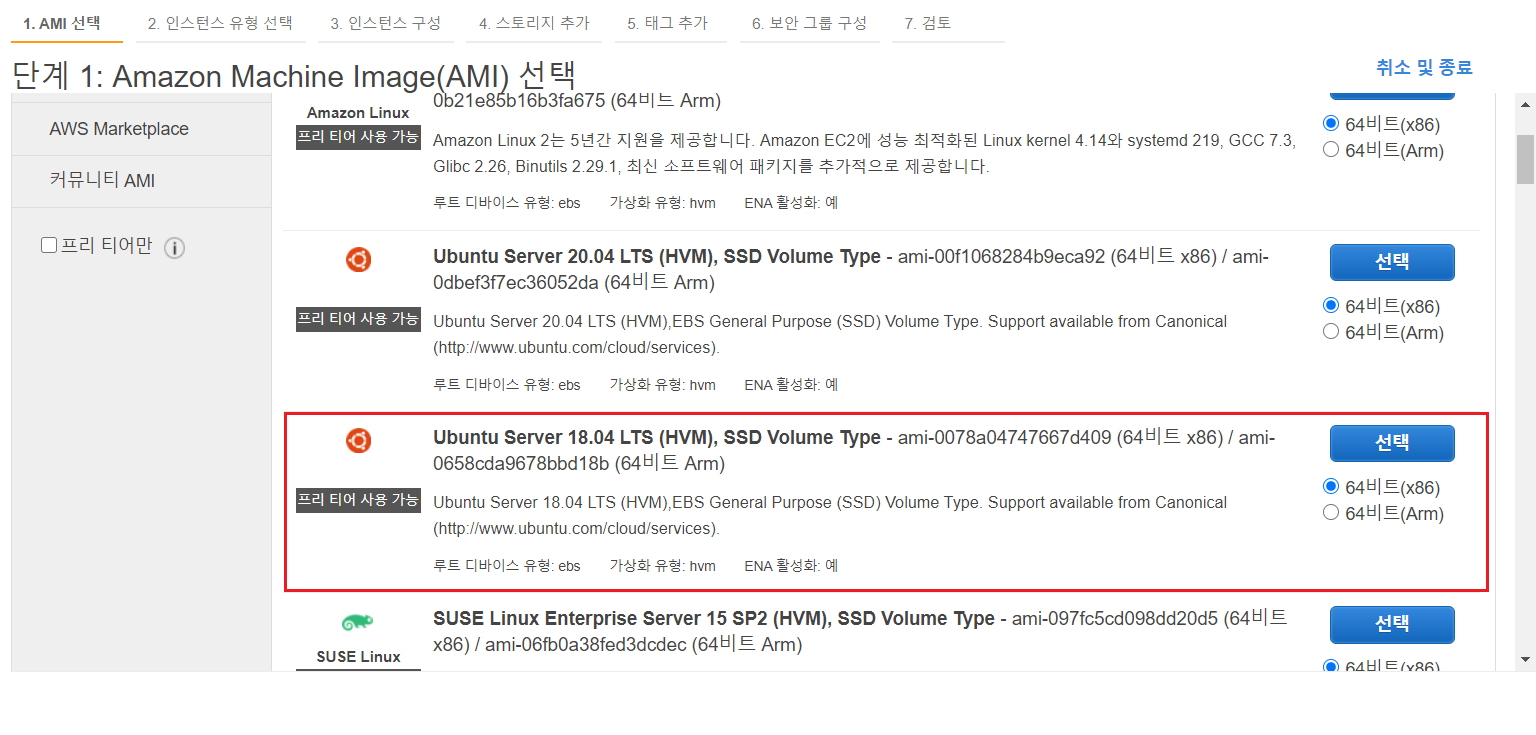 1. AMI 선택 2. 인스턴스 유형 선택 3. 인스턴스 구성 4. 스토리지 추가 5. 태그 추가 6. 보안 그룹 구성 7. 검토
단계 1: Amazon Machine Image(AMI) 선택
취소 및 종료
AWS Marketplace
커뮤니티 AMI
프리 티어만
Amazon Linux
프리 티어 사용 가능
0b21e85b16b3fa675 (64비트 Arm)
Amazon Linux 2는 5년간 지원을 제공합니다. Amazon EC2에 성능 최적화된 Linux kernel 4.14와 systemd 219, GCC 7.3,
Glibc 2.26, Binutils 2.29.1, 최신 소프트웨어 패키지를 추가적으로 제공합니다.
루트 디바이스 유형: ebs 가상화 유형: hvm ENA 활성화: 예
64비트(x86)
64비트(Arm)
Ubuntu Server 20.04 LTS (HVM), SSD Volume Type - ami-00f1068284b9eca92 (64비트 x86) / ami-
0dbef3f7ec36052da (64비트 Arm)
프리 티어 사용 가능
Ubuntu Server 20.04 LTS (HVM),EBS General Purpose (SSD) Volume Type. Support available from Canonical
(http://www.ubuntu.com/cloud/services).
루트 디바이스 유형: ebs 가상화 유형: hvm ENA 활성화: 예
선택
64비트(x86)
64비트(Arm)
Ubuntu Server 18.04 LTS (HVM), SSD Volume Type - ami-0078a04747667d409 (64비트 x86) / ami-
0658cda9678bbd18b (64비트 Arm)
프리 티어 사용 가능
Ubuntu Server 18.04 LTS (HVM),EBS General Purpose (SSD) Volume Type. Support available from Canonical
(http://www.ubuntu.com/cloud/services).
루트 디바이스 유형: ebs 가상화 유형: hvm ENA 활성화: 예
선택
64비트(x86)
64비트(Arm)
SUSE Linux
SUSE Linux Enterprise Server 15 SP2 (HVM), SSD Volume Type - ami-097fc5cd098dd20d5 (64비트
x86) / ami-06fb0a38fed3dcdec (64비트 Arm)
선택
64비트(x86)